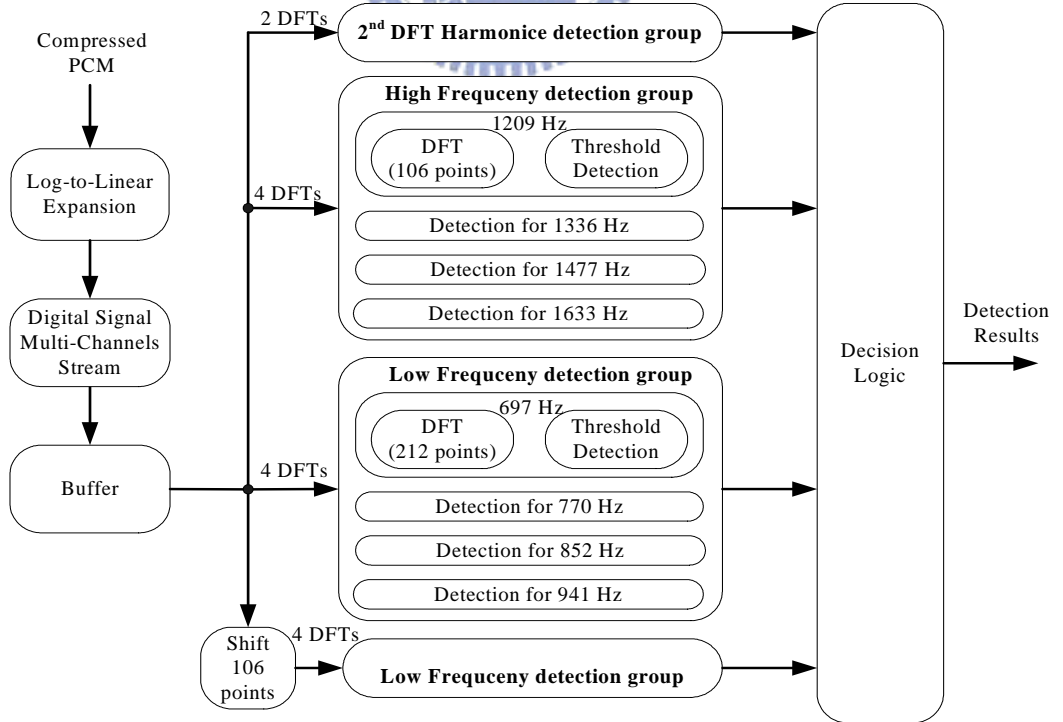 Compressed
PCM
Log-to-Linear
Expansion
Digital Signal
Multi-Channels
Stream
Buffer
2 DFTs
2nd DFT Harmonice detection group
4 DFTs
High Frequceny detection group
1209 Hz
DFT
(106 points)
Threshold
Detection
Detection for 1336 Hz
Detection for 1477 Hz
Detection for 1633 Hz
4 DFTs
Low Frequceny detection group
697 Hz
DFT
(212 points)
Threshold
Detection
Detection for 770 Hz
Detection for 852 Hz
Detection for 941 Hz
Shift
106
points
4 DFTs
Low Frequceny detection group
Decision
Logic
Detection
Results